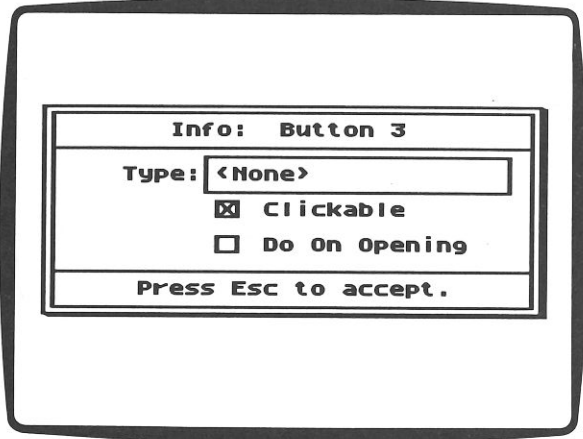 Info: Button 3
Type: <None>
Clickable
Do On Opening
Press Esc to accept.